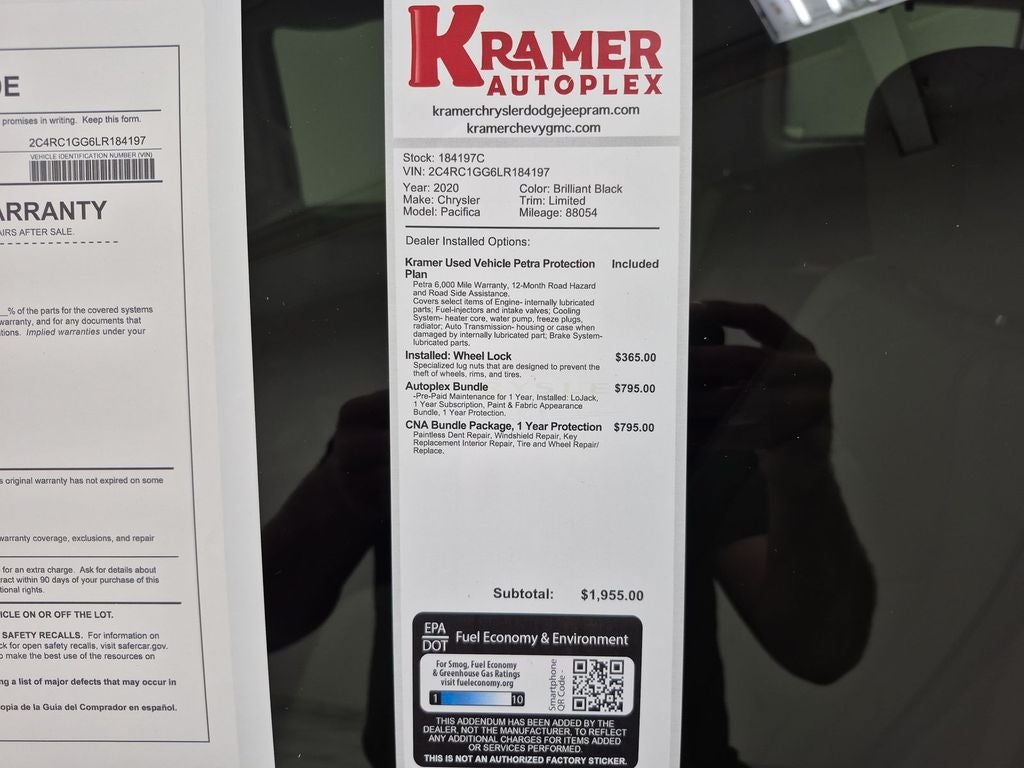 E
promises in writing. Keep this form.
2C4RC1GG6LR184197
VEHICLE IDENTIFICATION NUMBER (VIN)
ARRANTY
AIRS AFTER SALE.
% of the parts for the covered systems
warranty, and for any documents that
tions. Implied warranties under your
s original warranty has not expired on some
warranty coverage, exclusions, and repair
for an extra charge. Ask for details about
ract within 90 days of your purchase of this
tional rights.
ICLE ON OR OFF THE LOT.
SAFETY RECALLS. For information on
ck for open safety recalls, visit safercar.gov.
o make the best use of the resources on
ng a list of major defects that may occur in
opia de la Guia del Comprador en español.
KRAMER
AUTOPLEX
kramerchryslerdodgejeepram.com
kramerchevygmc.com
Stock: 184197C
VIN: 2C4RC1GG6LR184197
Year: 2020 Color: Brilliant Black
Make: Chrysler Trim: Limited
Model: Pacifica Mileage: 88054
Dealer Installed Options:
Kramer Used Vehicle Petra Protection Included
Plan
Petra 6,000 Mile Warranty, 12-Month Road Hazard
and Road Side Assistance.
Covers select items of Engine- internally lubricated
parts; Fuel-injectors and intake valves; Cooling
System- heater core, water pump, freeze plugs,
radiator; Auto Transmission- housing or case when
damaged by internally lubricated part; Brake System-
lubricated parts.
Installed: Wheel Lock $365.00
Specialized lug nuts that are designed to prevent the
theft of wheels, rims, and tires.
Autoplex Bundle $795.00
-Pre-Paid Maintenance for 1 Year, Installed: LoJack,
1 Year Subscription, Paint & Fabric Appearance
Bundle, 1 Year Protection.
CNA Bundle Package, 1 Year Protection $795.00
Paintless Dent Repair, Windshield Repair, Key
Replacement Interior Repair, Tire and Wheel Repair/
Replace.
Subtotal: $1,955.00
EPA
DOT
Fuel Economy & Environment
For Smog, Fuel Economy
& Greenhouse Gas Ratings
visit fueleconomy.org
1 10
Smartphone
QR Code -
THIS ADDENDUM HAS BEEN ADDED BY THE
DEALER, NOT THE MANUFACTURER, TO REFLECT
ANY ADDITIONAL CHARGES FOR ITEMS ADDED
OR SERVICES PERFORMED.
THIS IS NOT AN AUTHORIZED FACTORY STICKER.